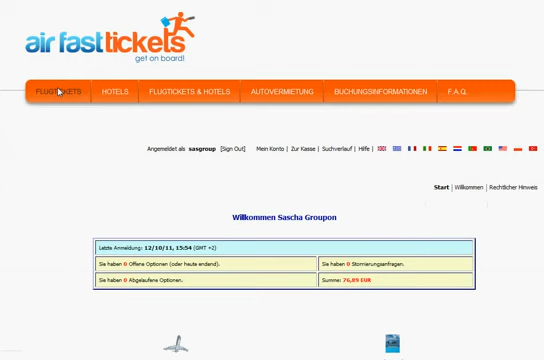 air fast tickets
get on board!
FLUGTICKETS HOTELS FLUGTICKETS & HOTELS AUTOVERMIETUNG BUCHUNGSINFORMATIONEN F.A.Q.
Angemeldet als sasgroup [Sign Out] Mein Konto | Zur Kasse | Suchverlauf | Hilfe |
Start | Willkommen | Rechtlicher Hinweis
Willkommen Sascha Groupon
Letzte Anmeldung: 12/10/11, 15:54 (GMT +2)
Sie haben 0 Offene Optionen (oder heute endend). Sie haben 0 Stornierungsanfragen.
Sie haben 0 Abgelaufene Optionen. Summe: 76,89 EUR